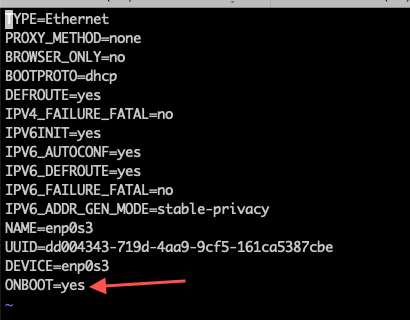 TYPE=Ethernet
PROXY_METHOD=none
BROWSER_ONLY=no
BOOTPROTO=dhcp
DEFROUTE=yes
IPV4_FAILURE_FATAL=no
IPV6INIT=yes
IPV6_AUTOCONF=yes
IPV6_DEFROUTE=yes
IPV6_FAILURE_FATAL=no
IPV6_ADDR_GEN_MODE=stable-privacy
NAME=enp0s3
UUID=dd004343-719d-4aa9-9cf5-161ca5387cbe
DEVICE=enp0s3
ONBOOT=yes
~